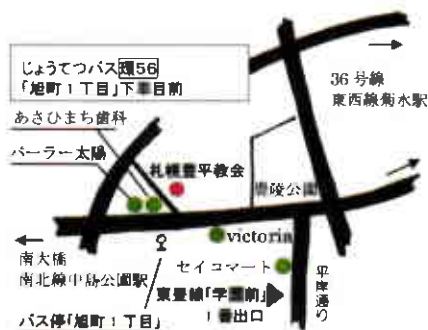 じょうてつバス環56
「旭町1丁目」下車目前
あさひまち歯科
パーラー太陽
札幌豊平教会
36号線
東西線菊水駅
豊陵公園
victoria
南大橋
南北線中島公園駅
セイコマート
平岸通り
東豊線「学園前」
1番出口
バス停「旭町1丁目」